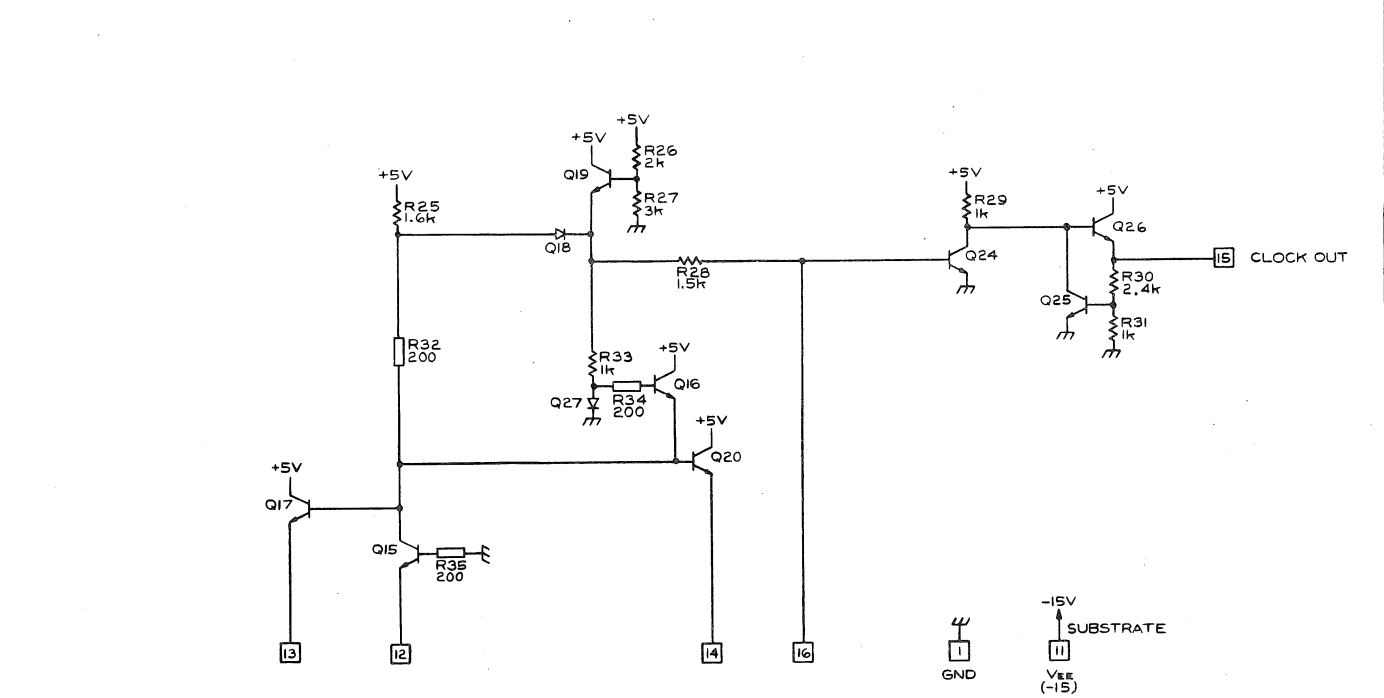 +5V
+5V
R26
2k
Q19
R27
3k
+5V
R25
1.6k
Q18
R28
1.5k
+5V
R29
1k
+5V
Q26
Q24
15 CLOCK OUT
R30
2.4k
Q25
R31
1k
R32
200
R33
1k
+5V
Q16
Q27
R34
200
+5V
Q20
+5V
Q17
Q15
R35
200
13
12
14
16
1
GND
-15V
SUBSTRATE
11
VEE
(-15)